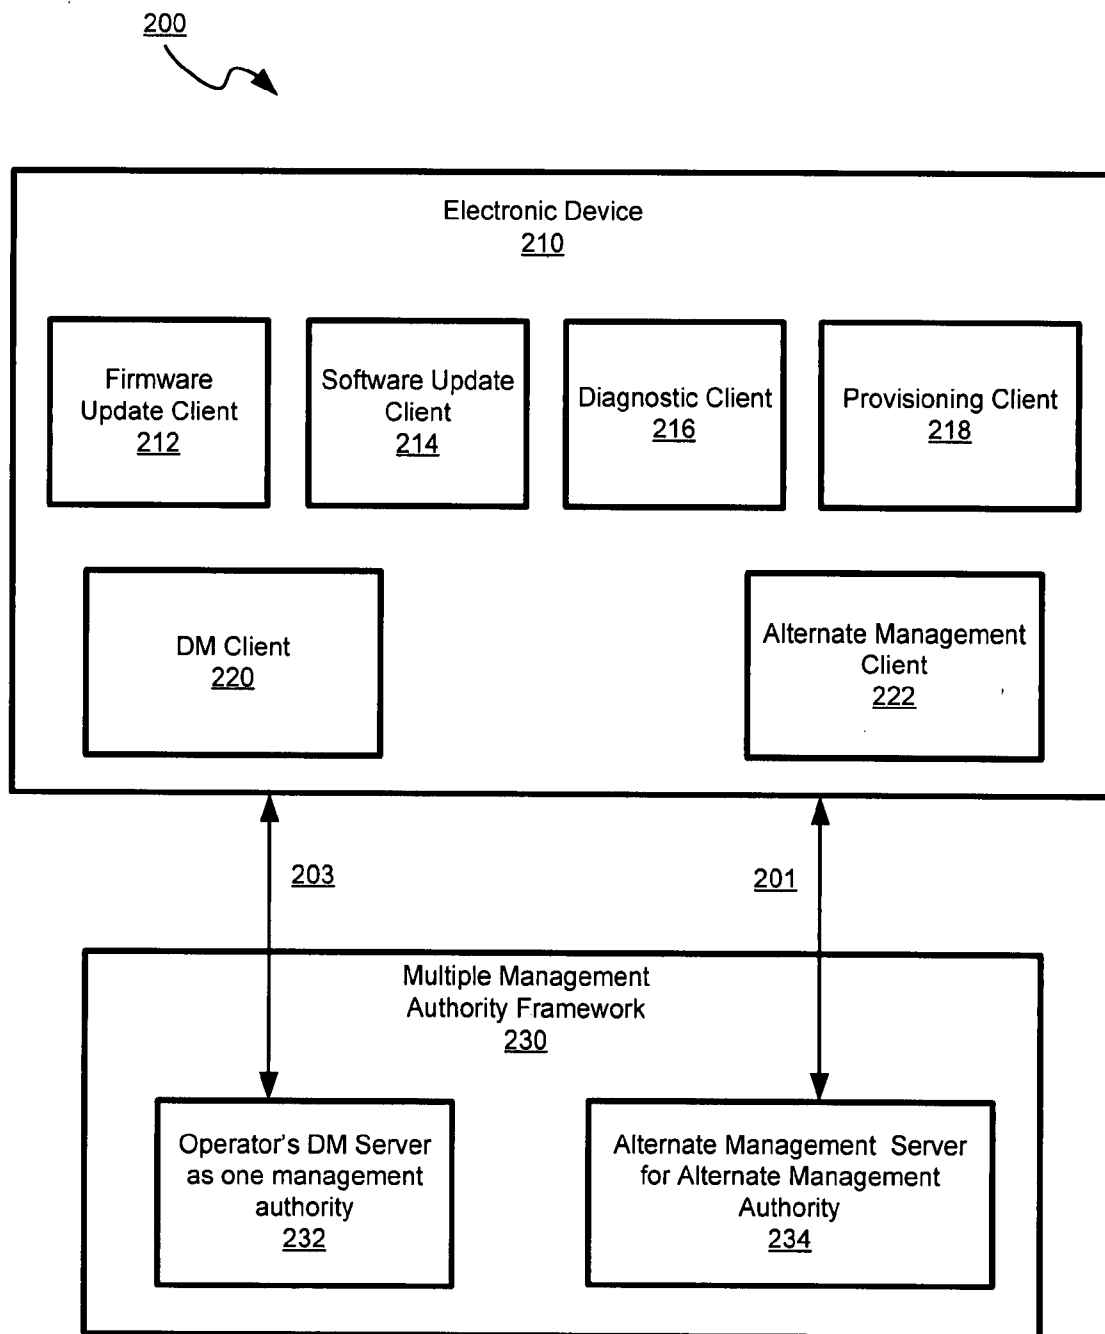 200
Electronic Device
210
Firmware
Update Client
212
Software Update
Client
214
Diagnostic Client
216
Provisioning Client
218
DM Client
220
Alternate Management
Client
222
203
201
Multiple Management
Authority Framework
230
Operator's DM Server
as one management
authority
232
Alternate Management Server
for Alternate Management
Authority
234